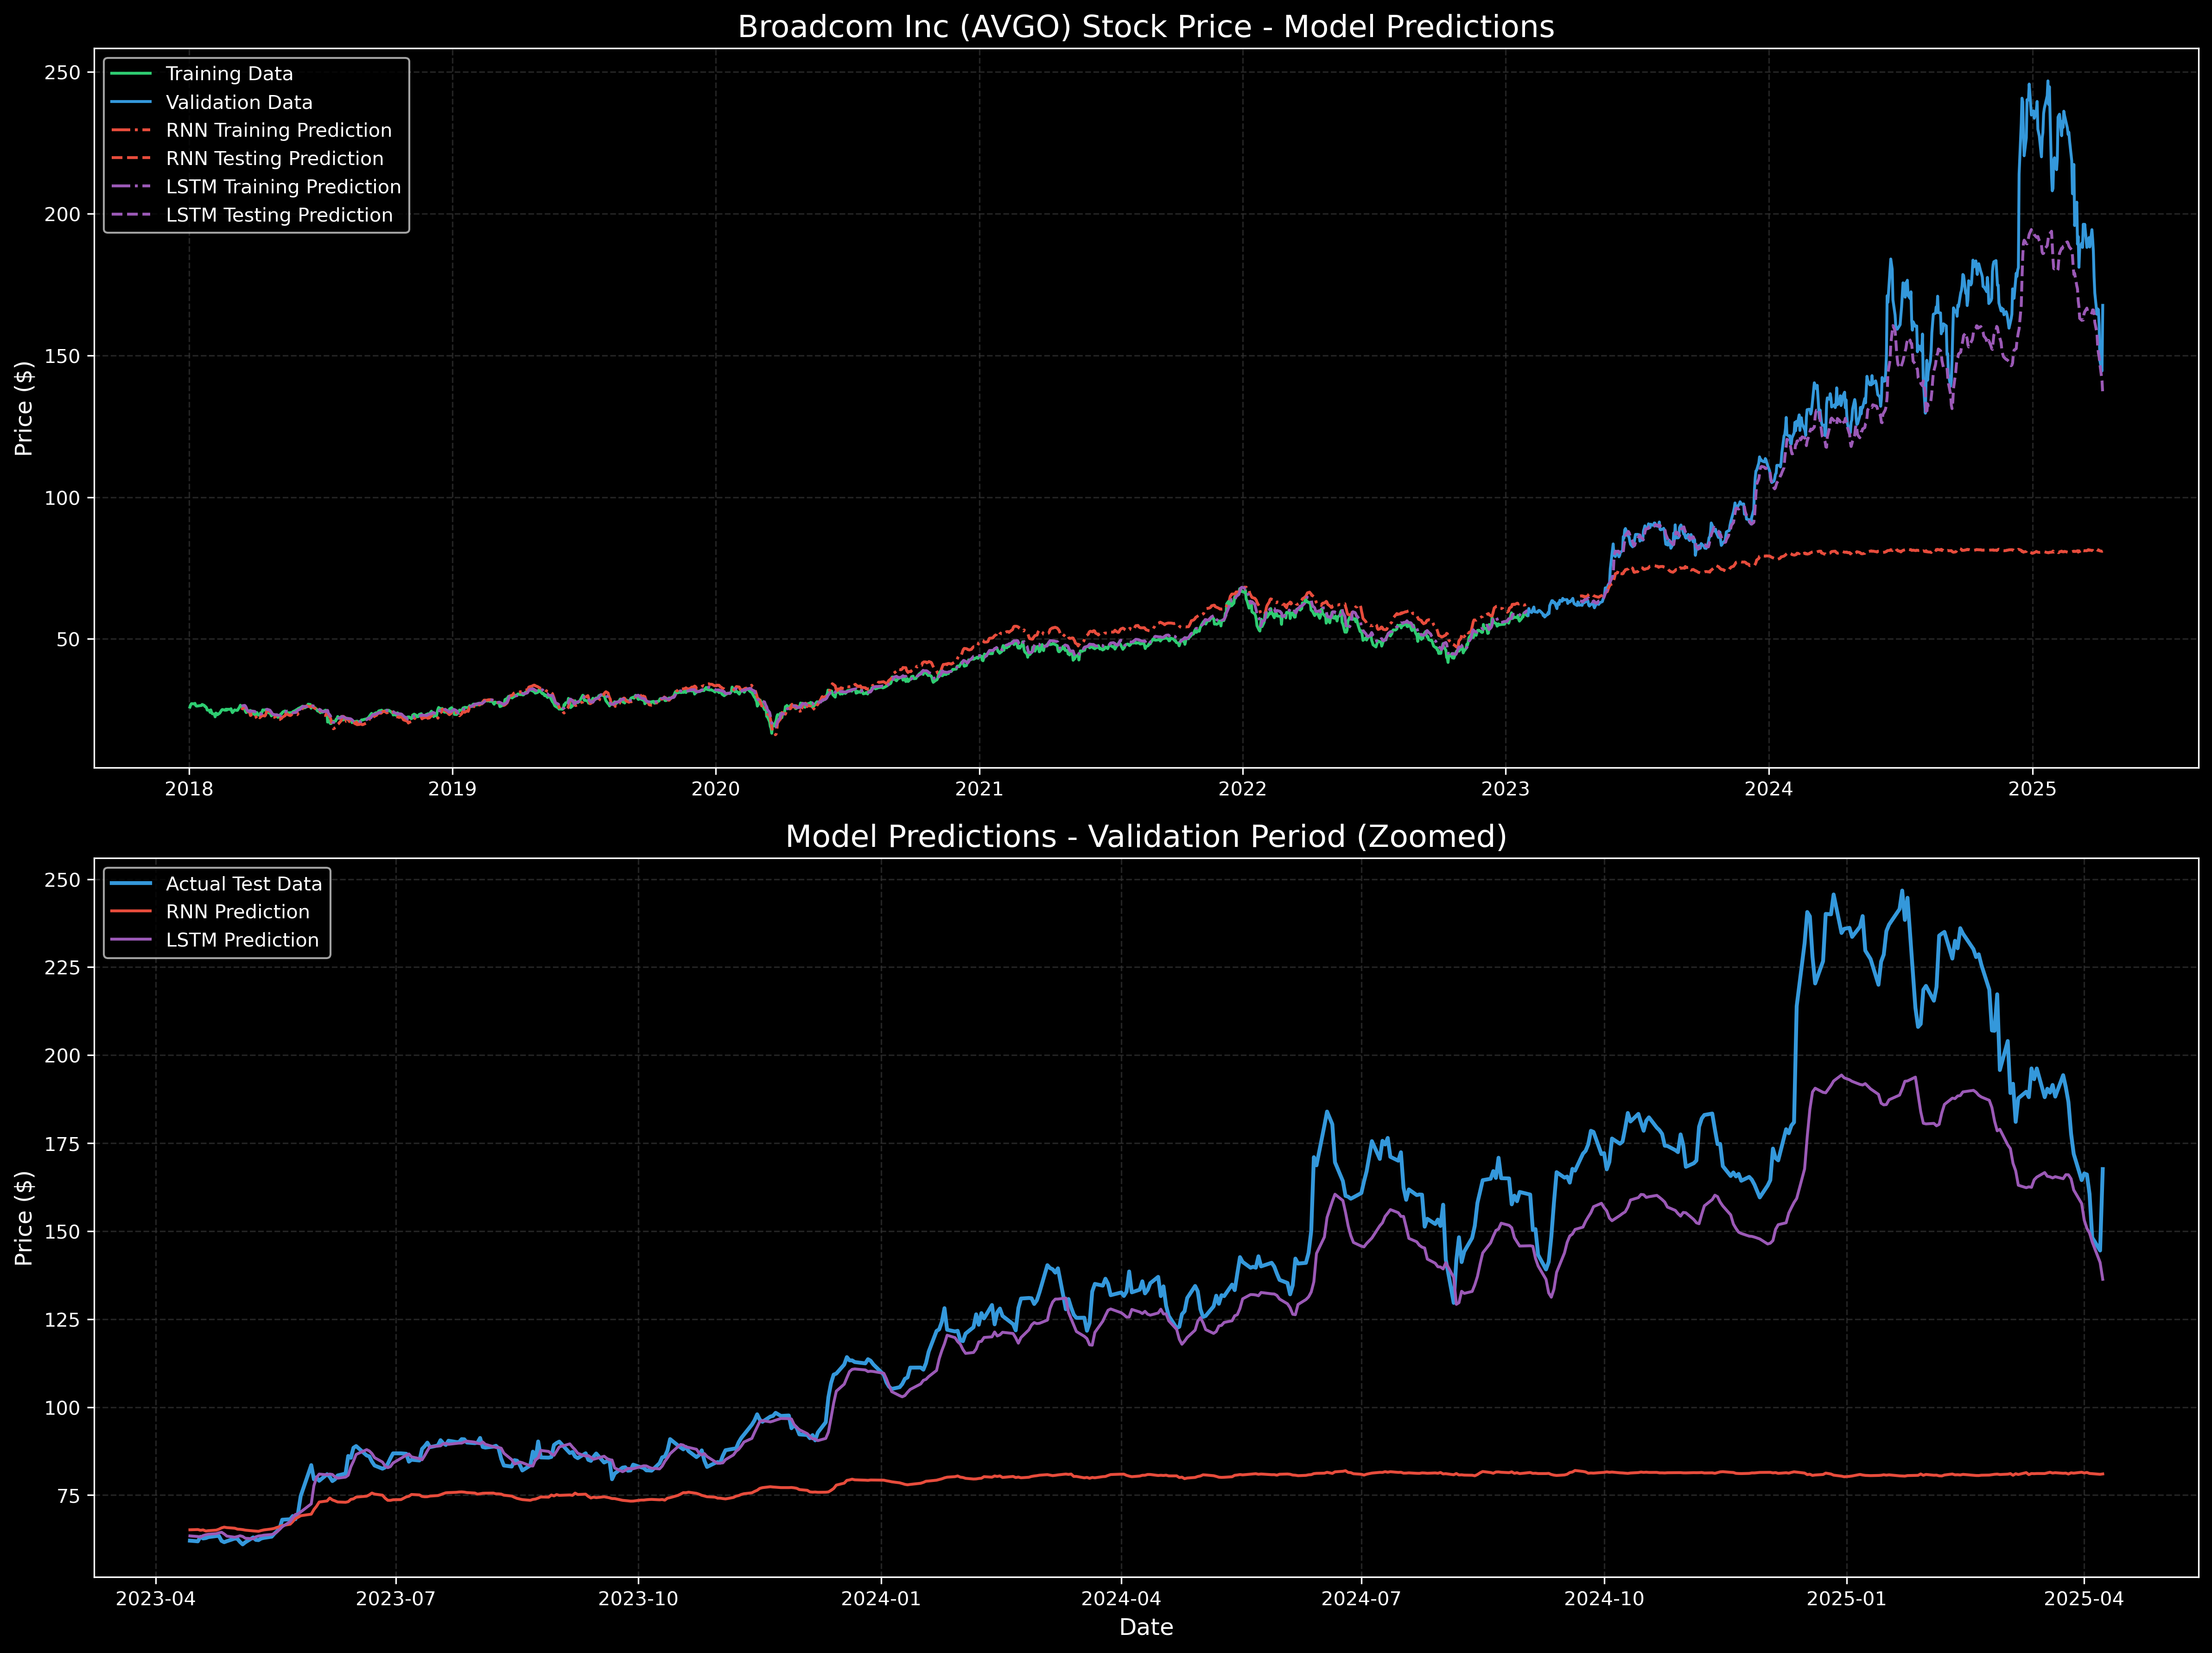 Broadcom Inc (AVGO) Stock Price - Model Predictions
Price ($)
250
200
150
100
50
Training Data
Validation Data
RNN Training Prediction
RNN Testing Prediction
LSTM Training Prediction
LSTM Testing Prediction
2018 2019 2020 2021 2022 2023 2024 2025
Model Predictions - Validation Period (Zoomed)
Price ($)
250
225
200
175
150
125
100
75
Actual Test Data
RNN Prediction
LSTM Prediction
2023-04 2023-07 2023-10 2024-01 2024-04 2024-07 2024-10 2025-01 2025-04
Date